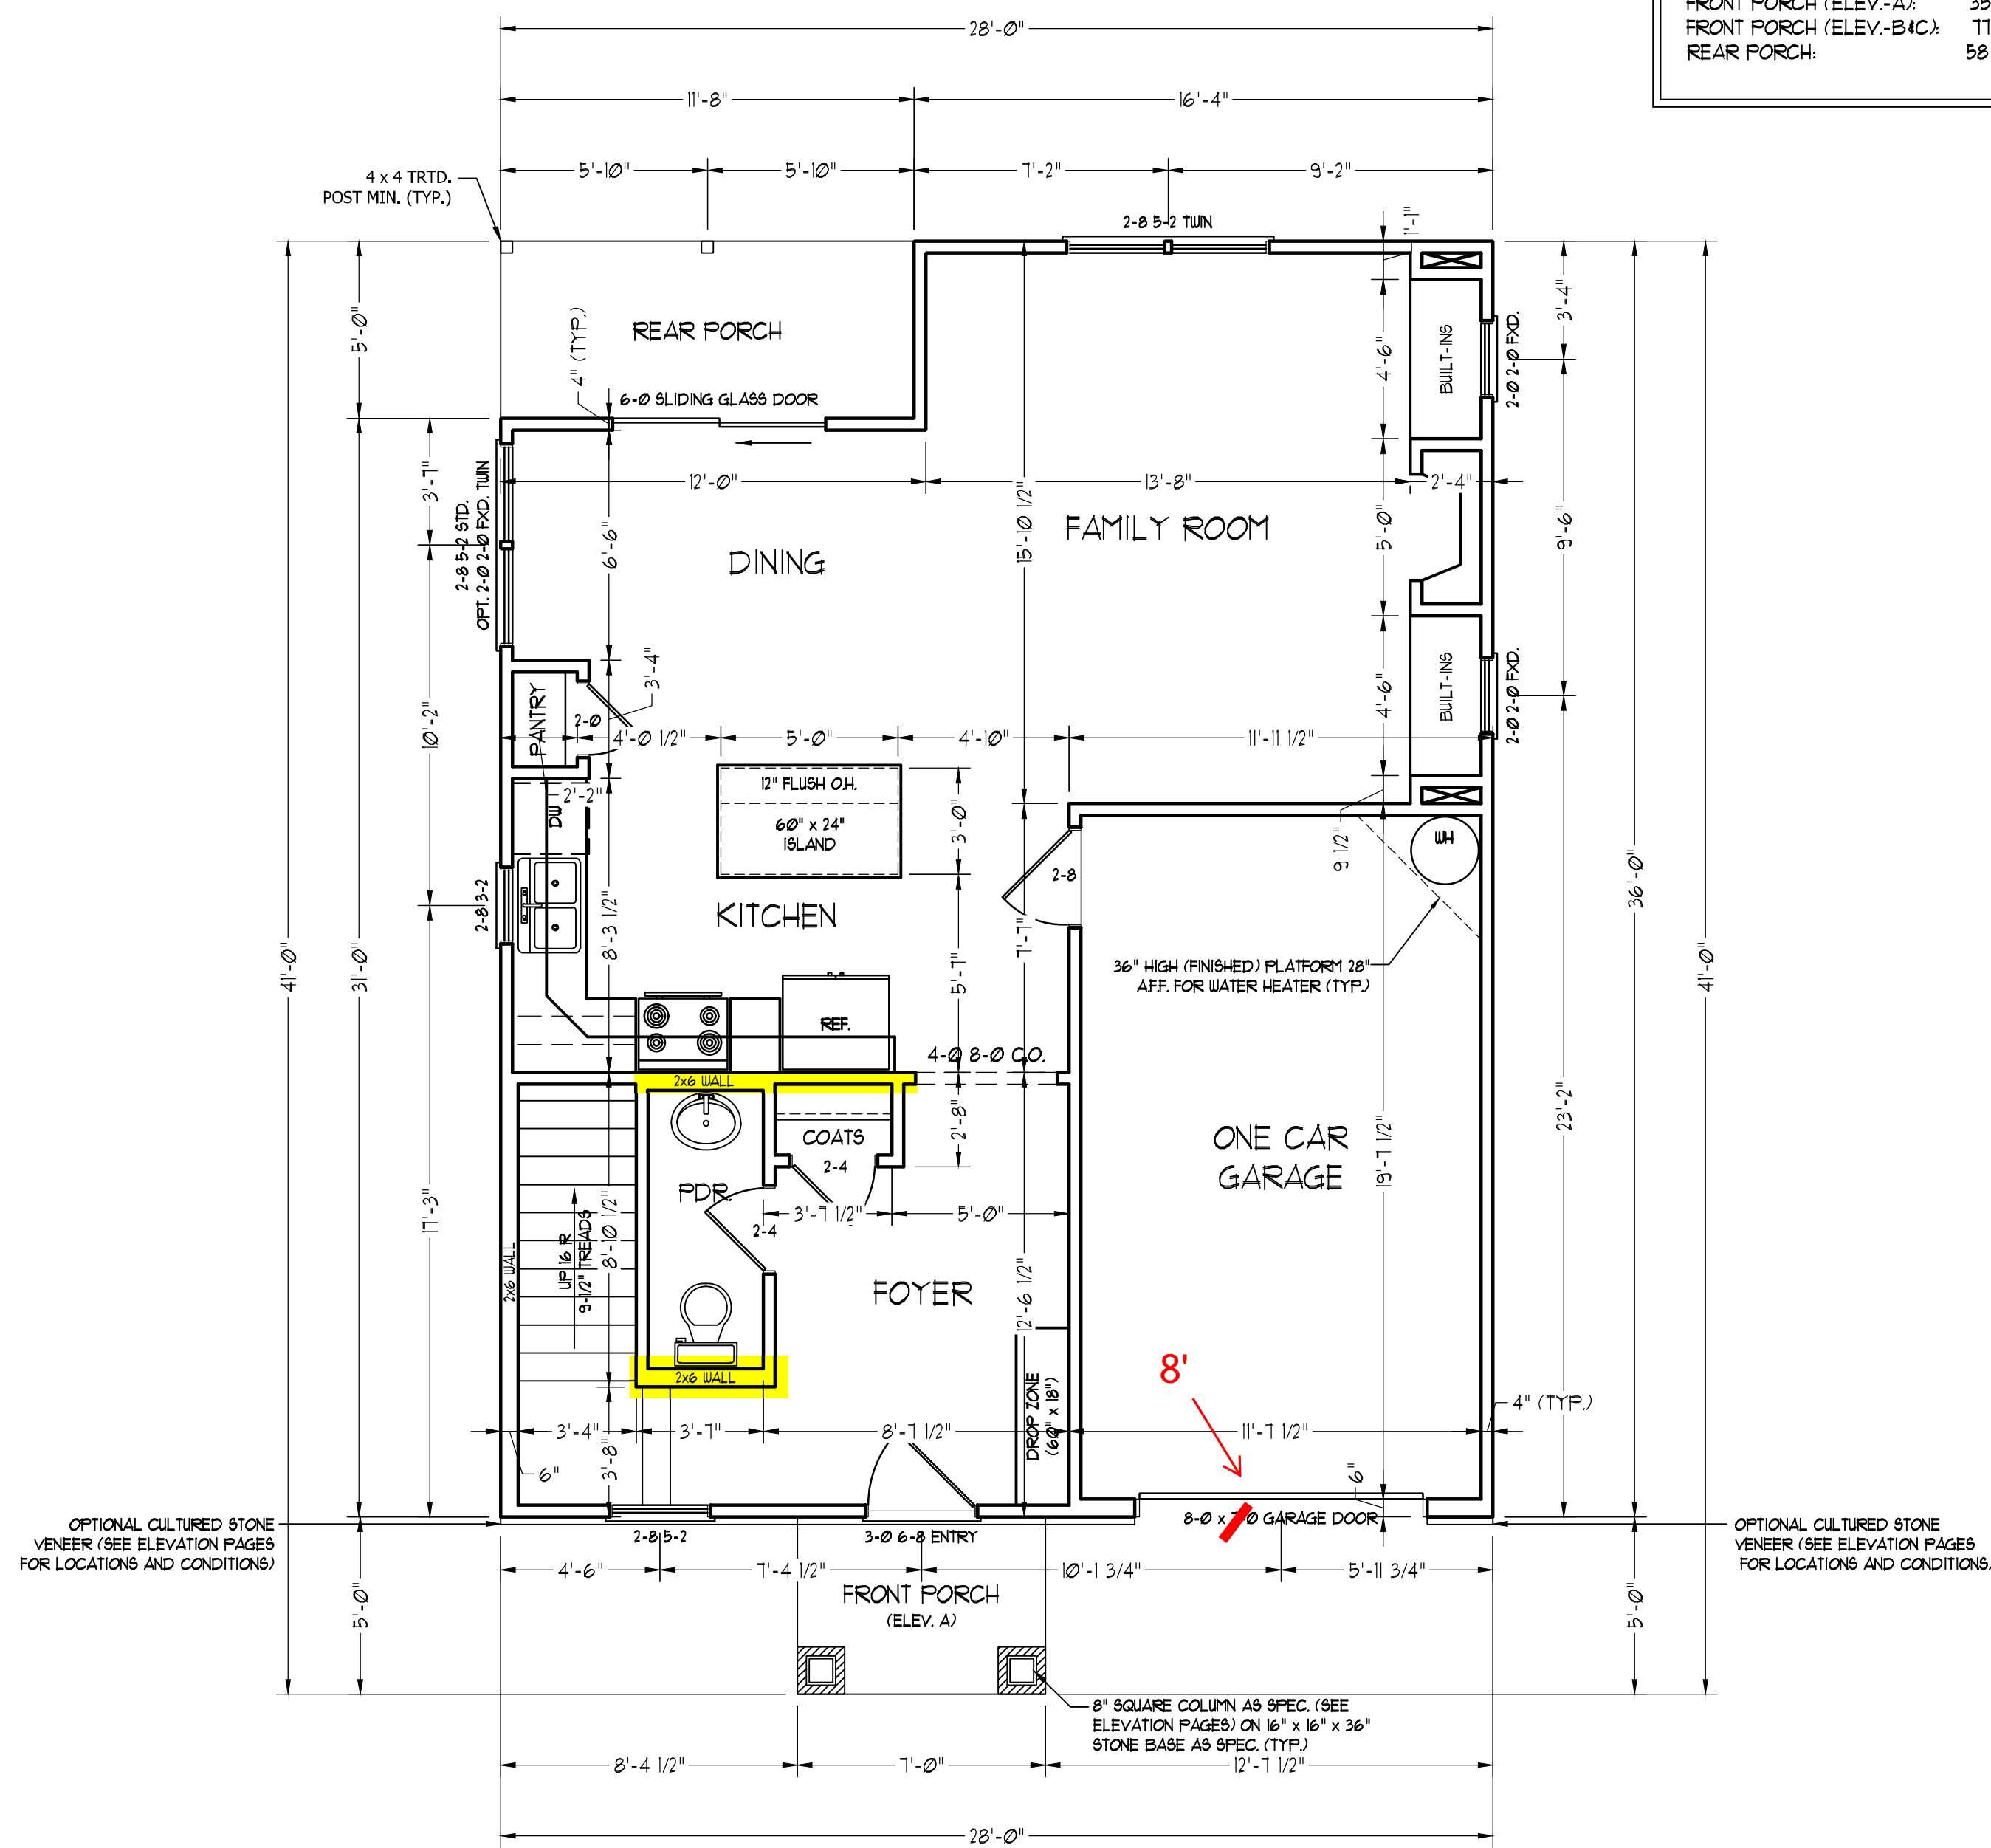 FRONT PORCH (ELEV.-A): 35
FRONT PORCH (ELEV.-B&C): 77
REAR PORCH: 58
28'-0"
11'-8"
16'-4"
5'-10"
5'-10"
7'-2"
9'-2"
4 x 4 TRTD.
POST MIN. (TYP.)
2-8 5-2 TWIN
1'-1"
5'-0"
REAR PORCH
4" (TYP.)
6-0 SLIDING GLASS DOOR
4'-6"
BUILT-INS
2-0 2-0 FXD.
3'-4"
3'-7"
2-8 5-2 STD.
OPT. 2-0 2-0 FXD. TWIN
12'-0"
13'-8"
2'-4"
6'-6"
DINING
15'-10 1/2"
FAMILY ROOM
5'-0"
9'-6"
PANTRY
2-0
3'-4"
10'-2"
4'-0 1/2"
5'-0"
4'-10"
11'-11 1/2"
4'-6"
BUILT-INS
2-0 2-0 FXD.
2'-2"
DW
12" FLUSH O.H.
60" x 24"
ISLAND
3'-0"
9 1/2"
WH
2-8
2-8 3-2
8'-3 1/2"
KITCHEN
5'-7"
7'-7"
36" HIGH (FINISHED) PLATFORM 28"
A.F.F. FOR WATER HEATER (TYP.)
36'-0"
41'-0"
31'-0"
41'-0"
REF.
4-0 8-0 C.O.
2x6 WALL
COATS
2-4
2'-8"
ONE CAR
GARAGE
19'-7 1/2"
23'-2"
17'-3"
PDR.
2-4
3'-7 1/2"
5'-0"
2x6 WALL
UP 16 R
9-1/2" TREADS
8'-10 1/2"
FOYER
12'-6 1/2"
2x6 WALL
8'
DROP ZONE
(60" x 18")
4" (TYP.)
3'-4"
3'-7"
8'-7 1/2"
11'-7 1/2"
6"
3'-8"
6"
OPTIONAL CULTURED STONE
VENEER (SEE ELEVATION PAGES
FOR LOCATIONS AND CONDITIONS)
2-8 5-2
3-0 6-8 ENTRY
8-0 x 7-0 GARAGE DOOR
OPTIONAL CULTURED STONE
VENEER (SEE ELEVATION PAGES
FOR LOCATIONS AND CONDITIONS)
4'-6"
7'-4 1/2"
10'-1 3/4"
5'-11 3/4"
5'-0"
FRONT PORCH
(ELEV. A)
5'-0"
8" SQUARE COLUMN AS SPEC. (SEE
ELEVATION PAGES) ON 16" x 16" x 36"
STONE BASE AS SPEC. (TYP.)
8'-4 1/2"
7'-0"
12'-7 1/2"
28'-0"